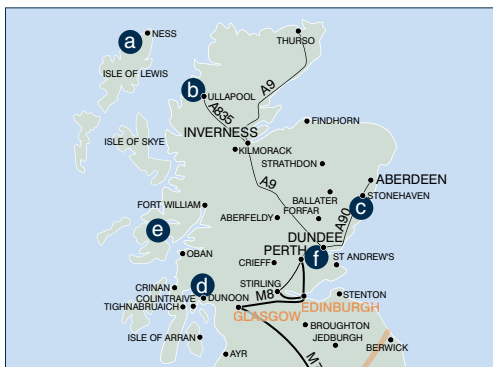 a
NESS
THURSO
ISLE OF LEWIS
b
ULLAPOOL
A9
A835
FINDHORN
INVERNESS
ISLE OF SKYE
KILMORACK
STRATHDON
ABERDEEN
A9
BALLATER
c
STONEHAVEN
FORT WILLIAM
ABERFELDY
FORFAR
A90
e
DUNDEE
PERTH
f
OBAN
CRIEFF
ST ANDREW'S
CRINAN
d
STIRLING
COLINTRAIVE
DUNOON
M8
STENTON
TIGHNABRUAICH
GLASGOW
EDINBURGH
BROUGHTON
ISLE OF ARRAN
JEDBURGH
BERWICK
AYR